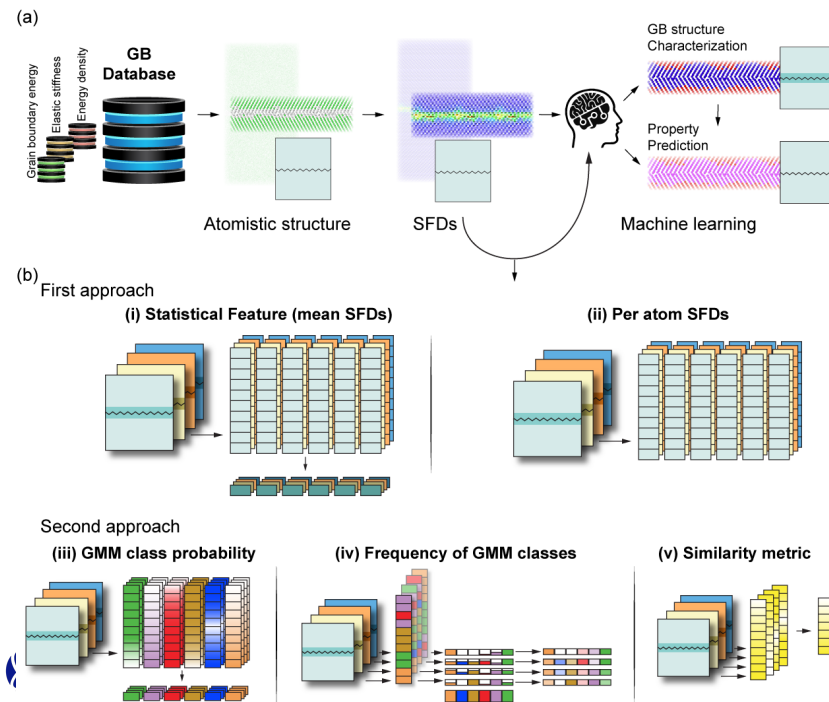 (a)
Grain boundary energy
Elastic stiffness
Energy density
GB
Database
Atomistic structure
SFDs
GB structure
Characterization
Property
Prediction
Machine learning
(b)
First approach
(i) Statistical Feature (mean SFDs)
(ii) Per atom SFDs
Second approach
(iii) GMM class probability
(iv) Frequency of GMM classes
(v) Similarity metric